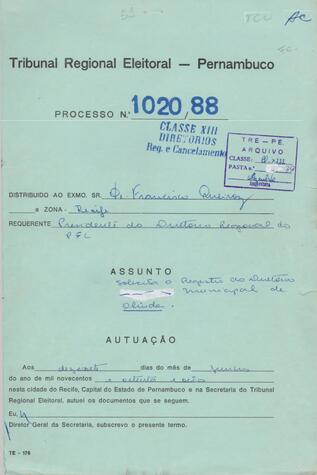 AC
Tribunal Regional Eleitoral — Pernambuco
PROCESSO N.º 1020/88
CLASSE XIII
DIRETÓRIOS
Reg. e Cancelamento
TRE-PE.
ARQUIVO
CLASSE: XIII
PASTA n.º
DISTRIBUIDO AO EXMO. SR. Dr. Francisco Queiroz
a ZONA - Recife
REQUERENTE Presidente do Diretório Regional do
ASSUNTO
Solicita o Registro do Diretório
Municipal de
Olinda.
AUTUAÇÃO
Aos dezessete dias do mês de junho
do ano de mil novecentos e oitenta e oito
nesta cidade do Recife, Capital do Estado de Pernambuco e na Secretaria do Tribunal
Regional Eleitoral, autuei os documentos que se seguem.
Eu,
Diretor Geral da Secretaria, subscrevo o presente termo.
TE - 176